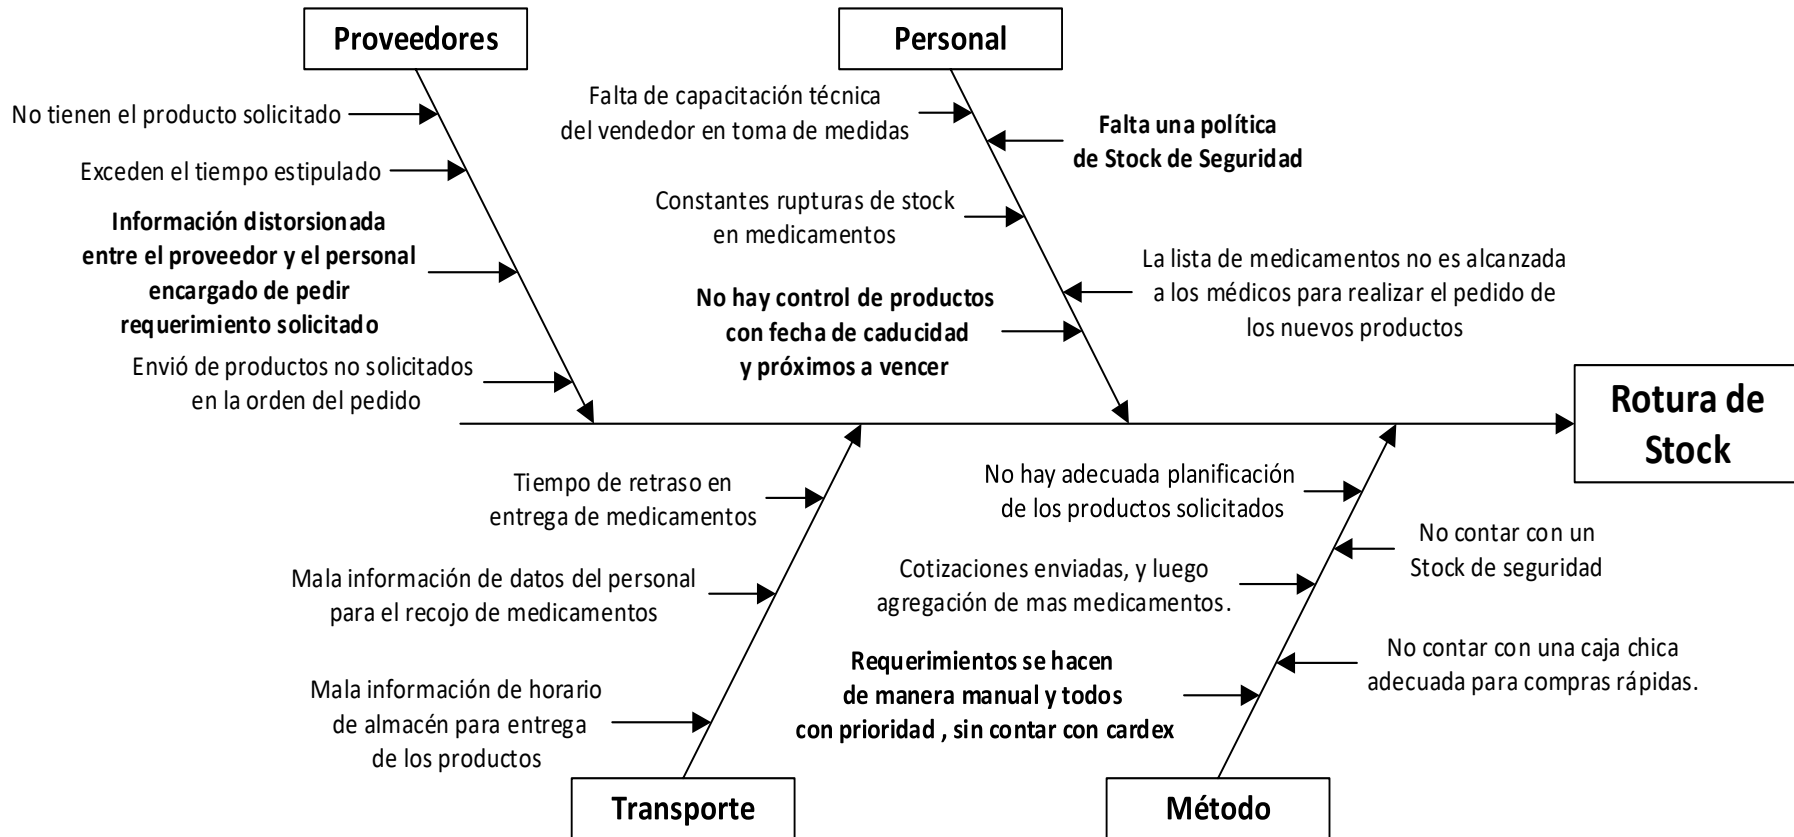 Proveedores
No tienen el producto solicitado
Exceden el tiempo estipulado
Información distorsionada
entre el proveedor y el personal
encargado de pedir
requerimiento solicitado
Envió de productos no solicitados
en la orden del pedido
Personal
Falta de capacitación técnica
del vendedor en toma de medidas
Falta una política
de Stock de Seguridad
Constantes rupturas de stock
en medicamentos
La lista de medicamentos no es alcanzada
a los médicos para realizar el pedido de
los nuevos productos
No hay control de productos
con fecha de caducidad
y próximos a vencer
Rotura de
Stock
Tiempo de retraso en
entrega de medicamentos
Mala información de datos del personal
para el recojo de medicamentos
Mala información de horario
de almacén para entrega
de los productos
Transporte
No hay adecuada planificación
de los productos solicitados
No contar con un
Stock de seguridad
Cotizaciones enviadas, y luego
agregación de mas medicamentos.
No contar con una caja chica
adecuada para compras rápidas.
Requerimientos se hacen
de manera manual y todos
con prioridad , sin contar con cardex
Método